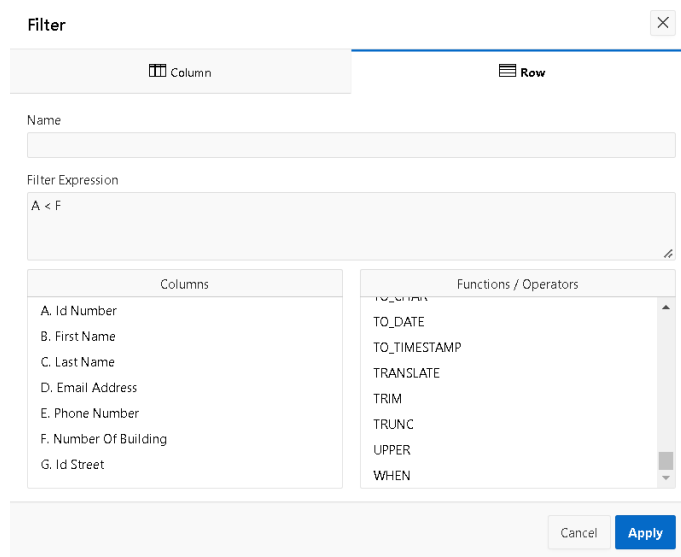 Filter
Column
Row
Name
Filter Expression
A < F
Columns
Functions / Operators
A. Id Number
B. First Name
C. Last Name
D. Email Address
E. Phone Number
F. Number Of Building
G. Id Street
TO_CHAR
TO_DATE
TO_TIMESTAMP
TRANSLATE
TRIM
TRUNC
UPPER
WHEN
Cancel
Apply